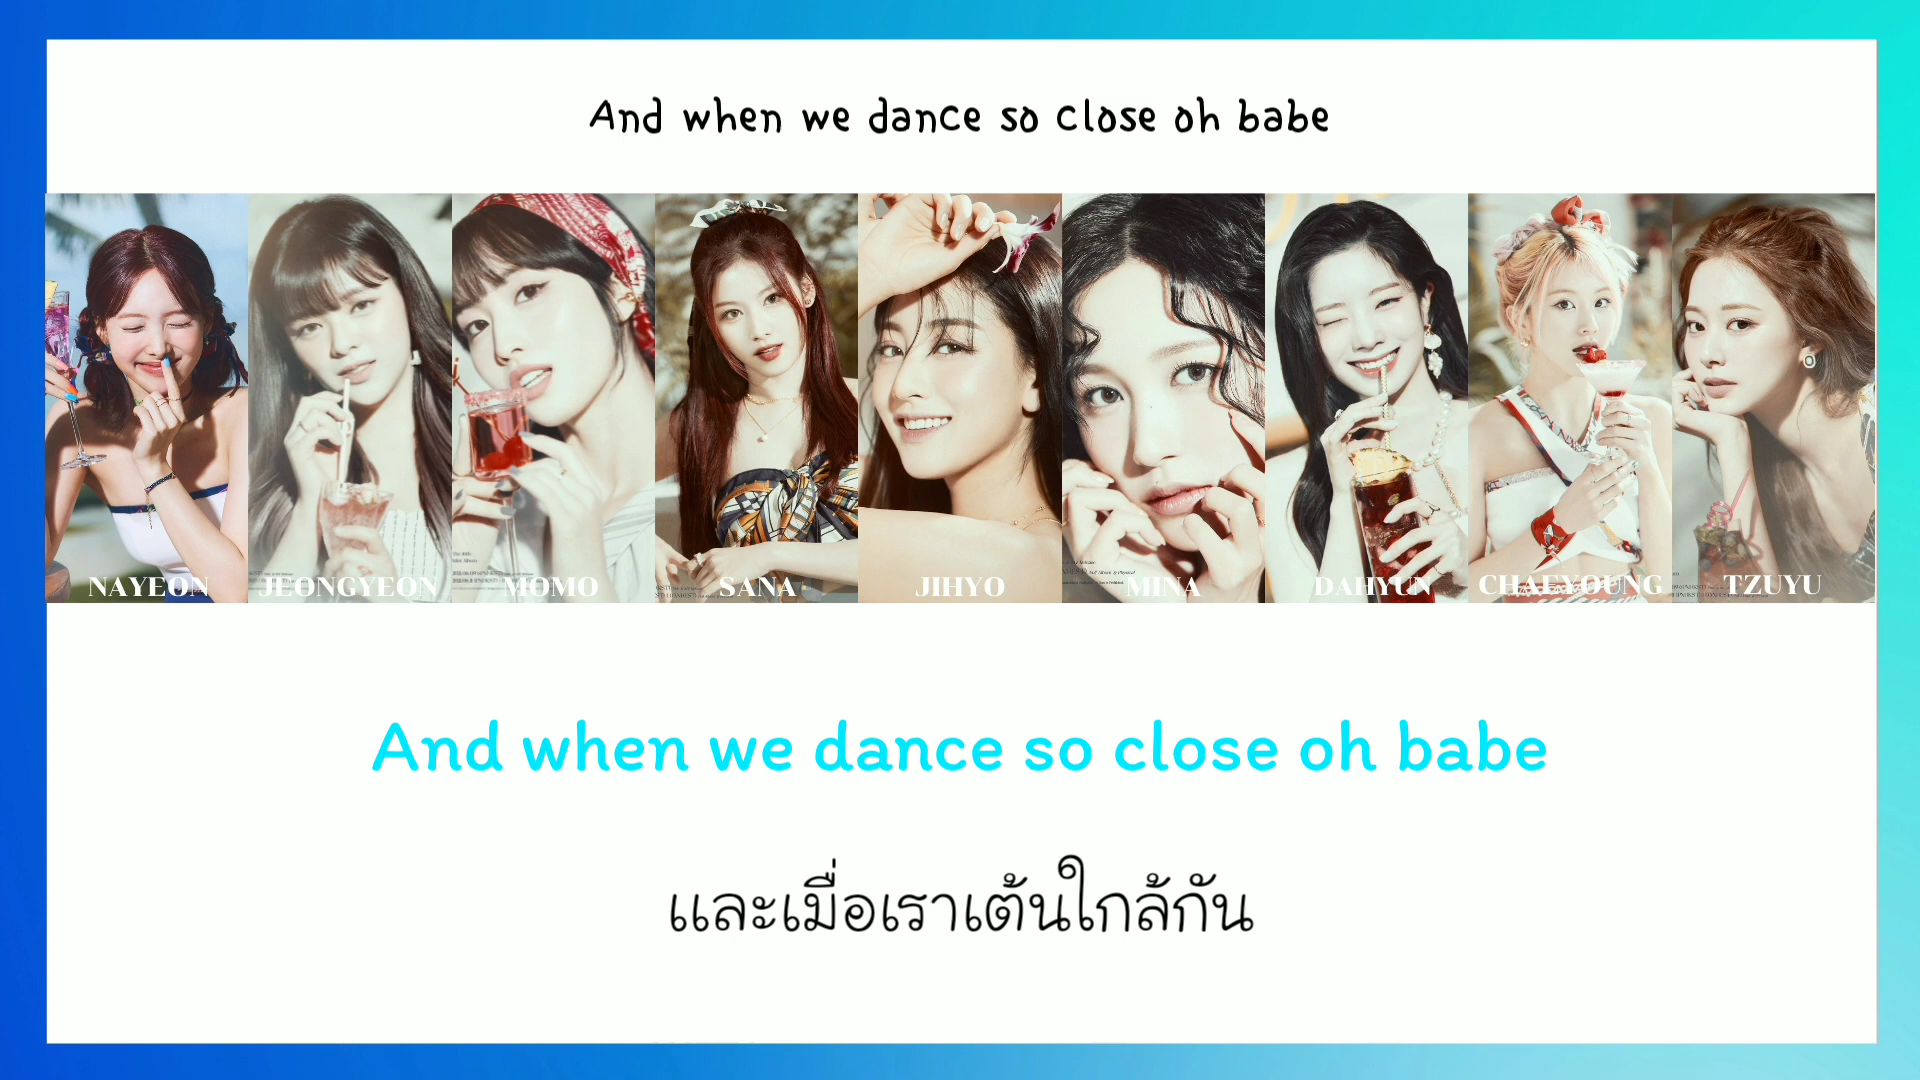 And when we dance so close oh babe
NAYEON JEONGYEON MOMO SANA JIHYO MINA DAHYUN CHAEYOUNG TZUYU
And when we dance so close oh babe
และเมื่อเราเต้นใกล้กัน